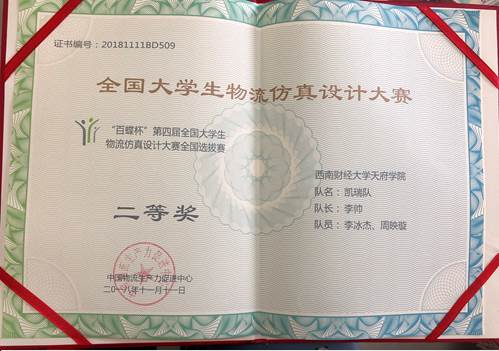 证书编号：20181111BD509
全国大学生物流仿真设计大赛
“百蝶杯”第四届全国大学生
物流仿真设计大赛全国选拔赛
二等奖
西南财经大学天府学院
队名： 凯瑞队
队长： 李帅
队员： 李冰杰、周映璇
中国物流生产力促进中心
二〇一八年十一月十一日